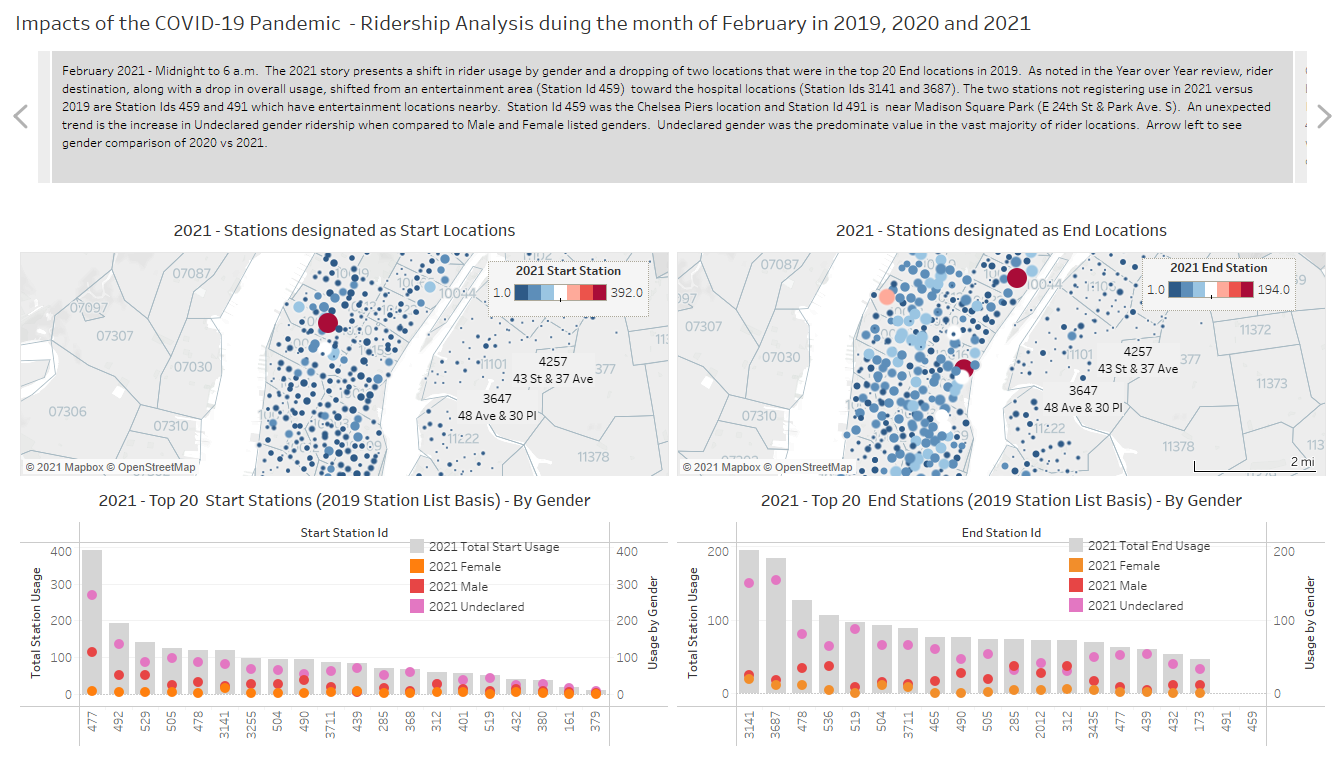 Impacts of the COVID-19 Pandemic - Ridership Analysis duing the month of February in 2019, 2020 and 2021
February 2021 - Midnight to 6 a.m. The 2021 story presents a shift in rider usage by gender and a dropping of two locations that were in the top 20 End locations in 2019. As noted in the Year over Year review, rider
destination, along with a drop in overall usage, shifted from an entertainment area (Station Id 459) toward the hospital locations (Station Ids 3141 and 3687). The two stations not registering use in 2021 versus
2019 are Station Ids 459 and 491 which have entertainment locations nearby. Station Id 459 was the Chelsea Piers location and Station Id 491 is near Madison Square Park (E 24th St & Park Ave. S). An unexpected
trend is the increase in Undeclared gender ridership when compared to Male and Female listed genders. Undeclared gender was the predominate value in the vast majority of rider locations. Arrow left to see
gender comparison of 2020 vs 2021.
2021 - Stations designated as Start Locations
07087
10044
07097
07307
07030
11101
377
07306
07310
11378
2021 Start Station
1.0 392.0
4257
43 St & 37 Ave
3647
48 Ave & 30 Pl
© 2021 Mapbox © OpenStreetMap
2021 - Stations designated as End Locations
07080
10044
07307
11372
07030
11101
377
11373
07310
11378
2021 End Station
1.0 194.0
4257
43 St & 37 Ave
3647
48 Ave & 30 Pl
© 2021 Mapbox © OpenStreetMap
2 mi
2021 - Top 20 Start Stations (2019 Station List Basis) - By Gender
Start Station Id
2021 Total Start Usage
2021 Female
2021 Male
2021 Undeclared
Total Station Usage
400
300
200
100
0
Usage by Gender
400
300
200
100
0
477 492 529 505 478 3141 3255 504 490 3711 439 285 368 312 401 519 432 380 161 379
2021 - Top 20 End Stations (2019 Station List Basis) - By Gender
End Station Id
2021 Total End Usage
2021 Female
2021 Male
2021 Undeclared
Total Station Usage
200
100
0
Usage by Gender
200
100
0
3141 3687 478 536 519 504 3711 465 490 505 285 2012 312 3435 477 439 432 173 491 459